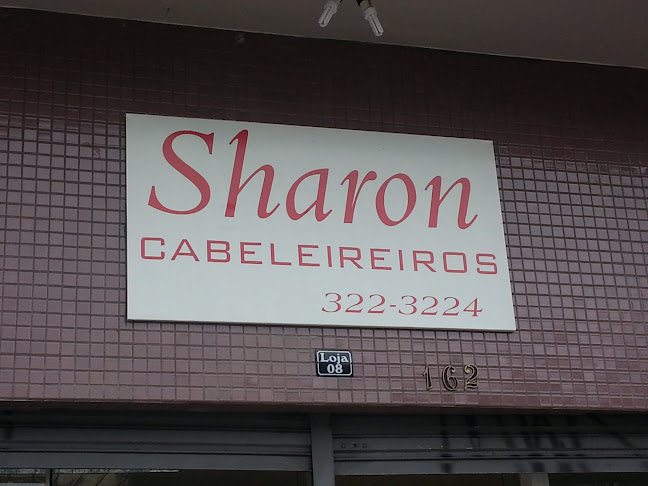 Sharon
CABELEIREIROS
322-3224
Loja
08
162